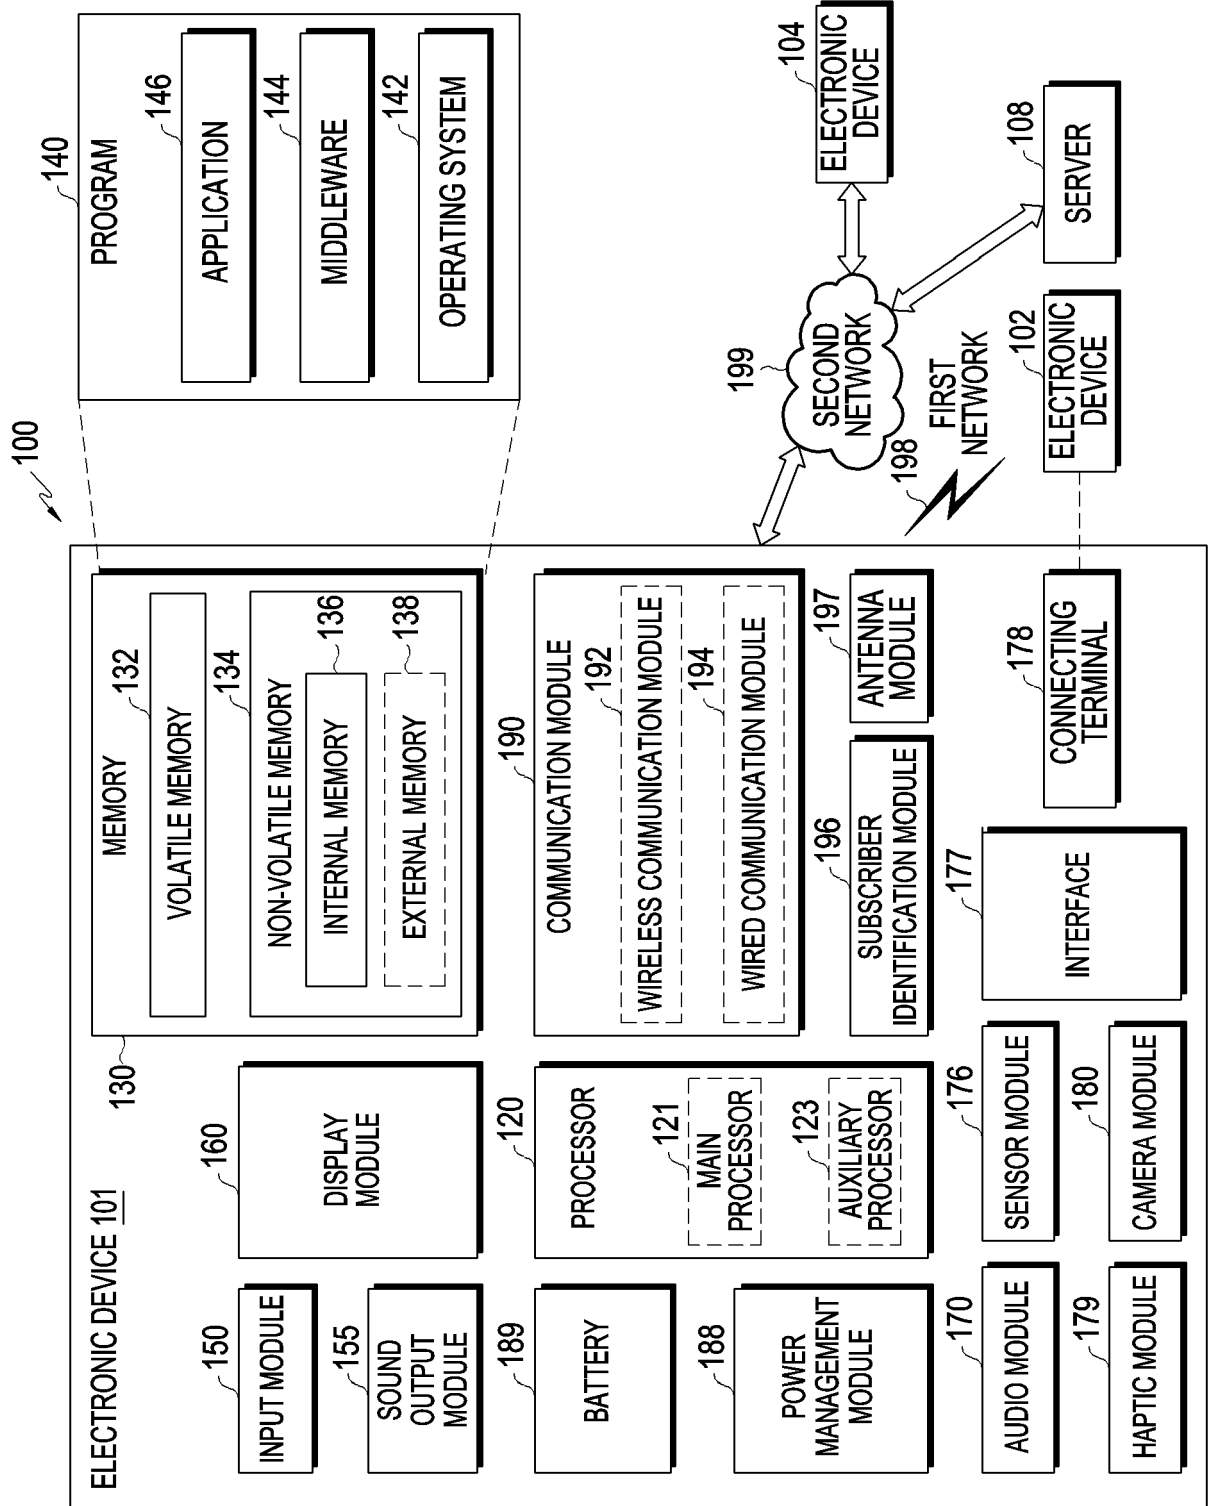 100
ELECTRONIC DEVICE 101
150
INPUT MODULE
155
SOUND
OUTPUT
MODULE
189
BATTERY
188
POWER
MANAGEMENT
MODULE
170
AUDIO MODULE
179
HAPTIC MODULE
160
DISPLAY
MODULE
120
PROCESSOR
121
MAIN
PROCESSOR
123
AUXILIARY
PROCESSOR
176
SENSOR MODULE
180
CAMERA MODULE
130
MEMORY
132
VOLATILE MEMORY
134
NON-VOLATILE MEMORY
136
INTERNAL MEMORY
138
EXTERNAL MEMORY
190
COMMUNICATION MODULE
192
WIRELESS COMMUNICATION MODULE
194
WIRED COMMUNICATION MODULE
196
SUBSCRIBER
IDENTIFICATION MODULE
197
ANTENNA
MODULE
177
INTERFACE
178
CONNECTING
TERMINAL
140
PROGRAM
146
APPLICATION
144
MIDDLEWARE
142
OPERATING SYSTEM
199
SECOND
NETWORK
198
FIRST
NETWORK
104
ELECTRONIC
DEVICE
108
SERVER
102
ELECTRONIC
DEVICE